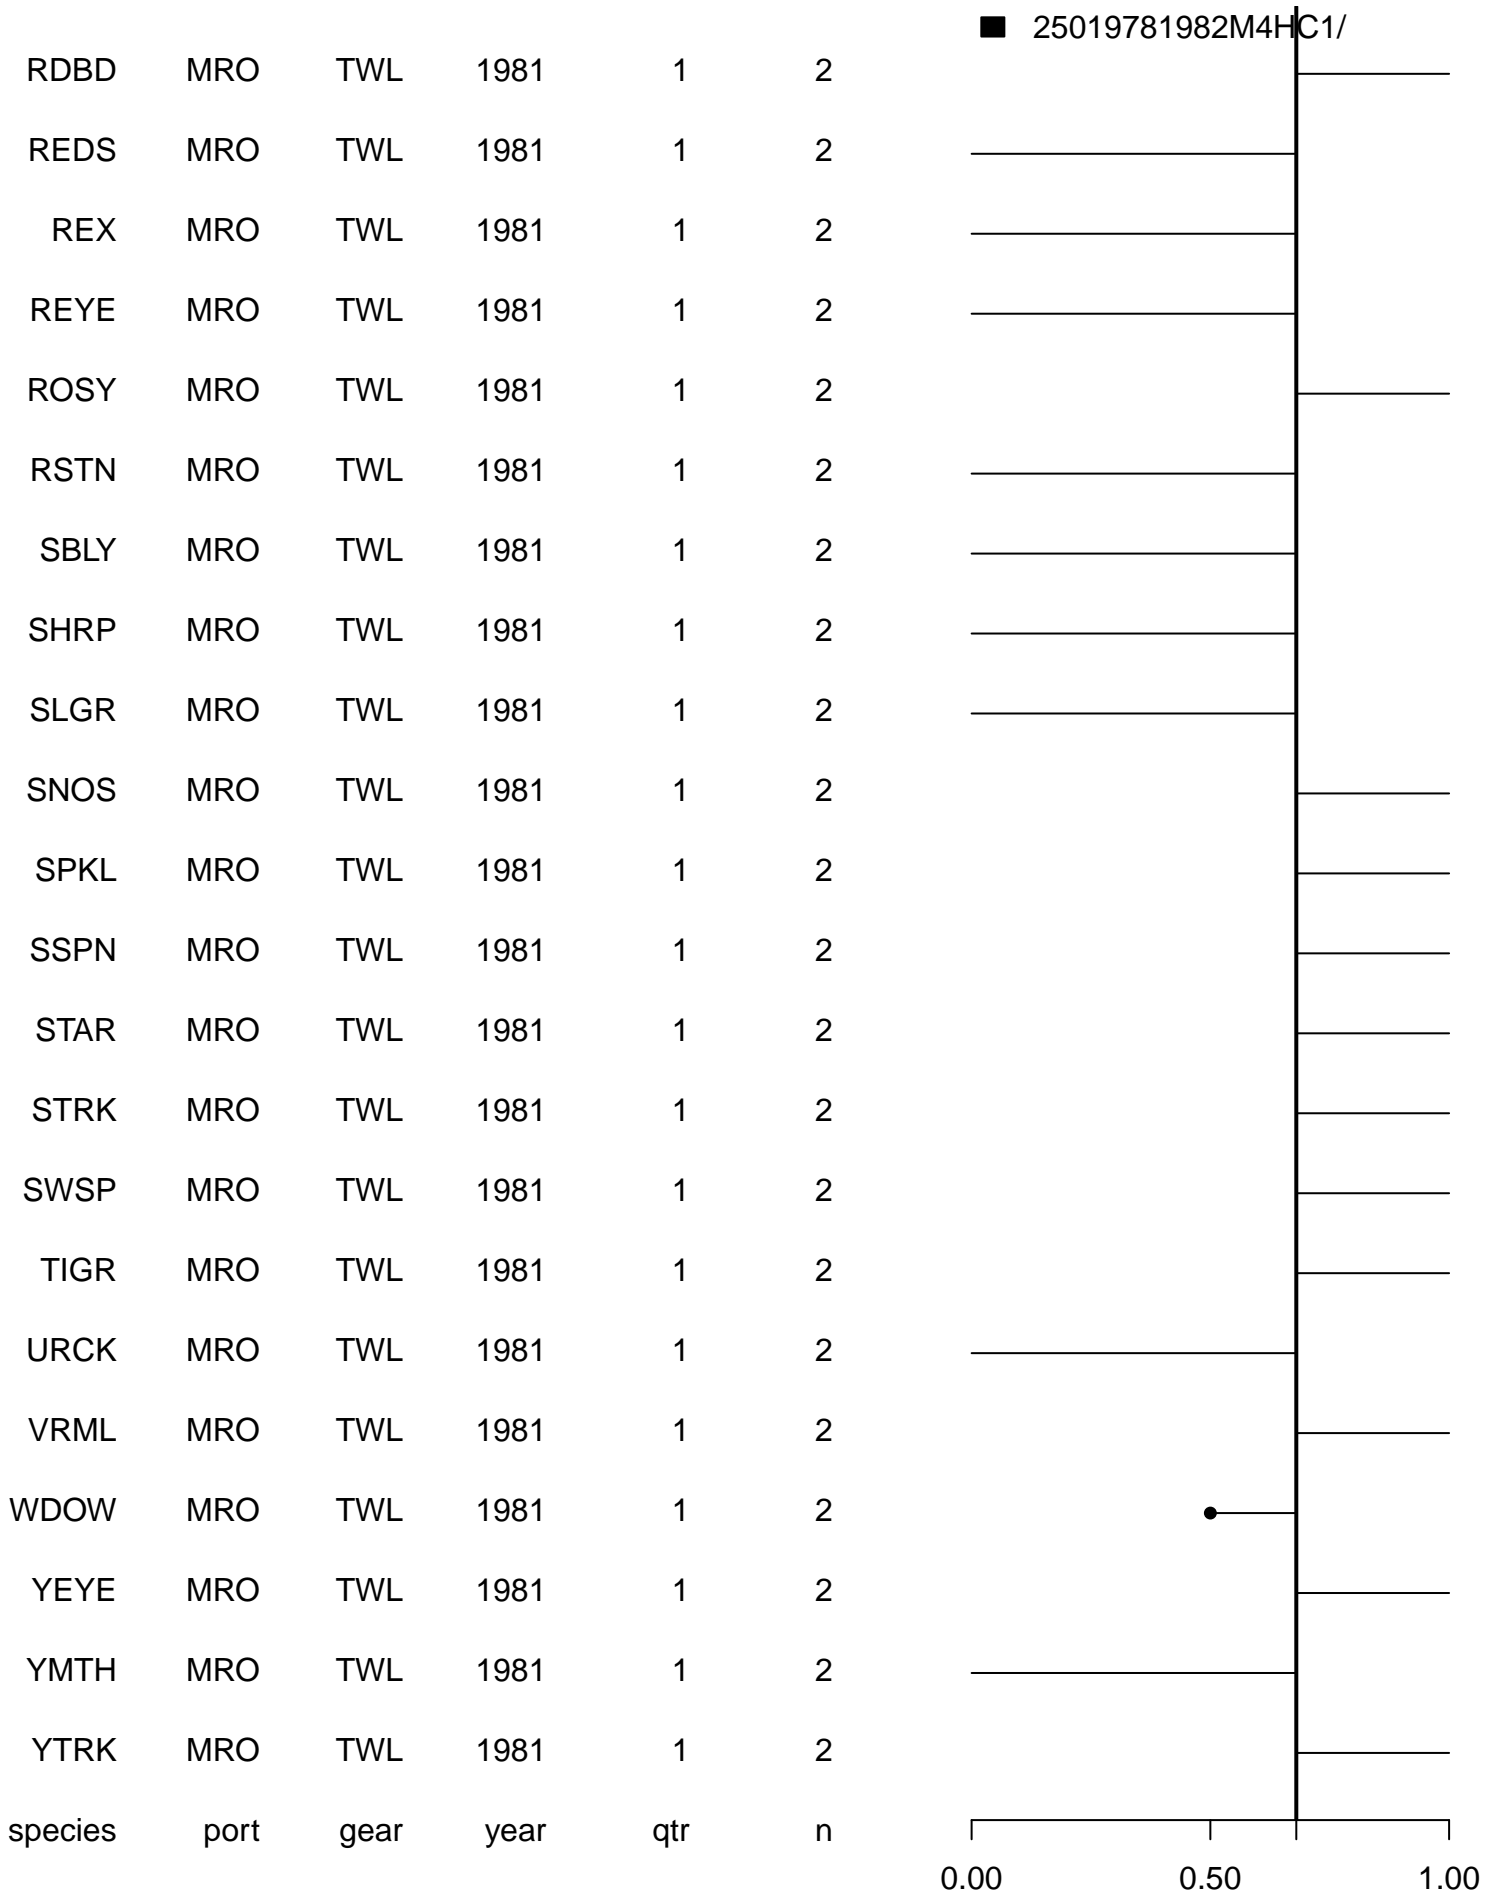 25019781982M4HC1/
RDBD MRO TWL 1981 1 2
REDS MRO TWL 1981 1 2
REX MRO TWL 1981 1 2
REYE MRO TWL 1981 1 2
ROSY MRO TWL 1981 1 2
RSTN MRO TWL 1981 1 2
SBLY MRO TWL 1981 1 2
SHRP MRO TWL 1981 1 2
SLGR MRO TWL 1981 1 2
SNOS MRO TWL 1981 1 2
SPKL MRO TWL 1981 1 2
SSPN MRO TWL 1981 1 2
STAR MRO TWL 1981 1 2
STRK MRO TWL 1981 1 2
SWSP MRO TWL 1981 1 2
TIGR MRO TWL 1981 1 2
URCK MRO TWL 1981 1 2
VRML MRO TWL 1981 1 2
WDOW MRO TWL 1981 1 2
YEYE MRO TWL 1981 1 2
YMTH MRO TWL 1981 1 2
YTRK MRO TWL 1981 1 2
species port gear year qtr n
0.00 0.50 1.00